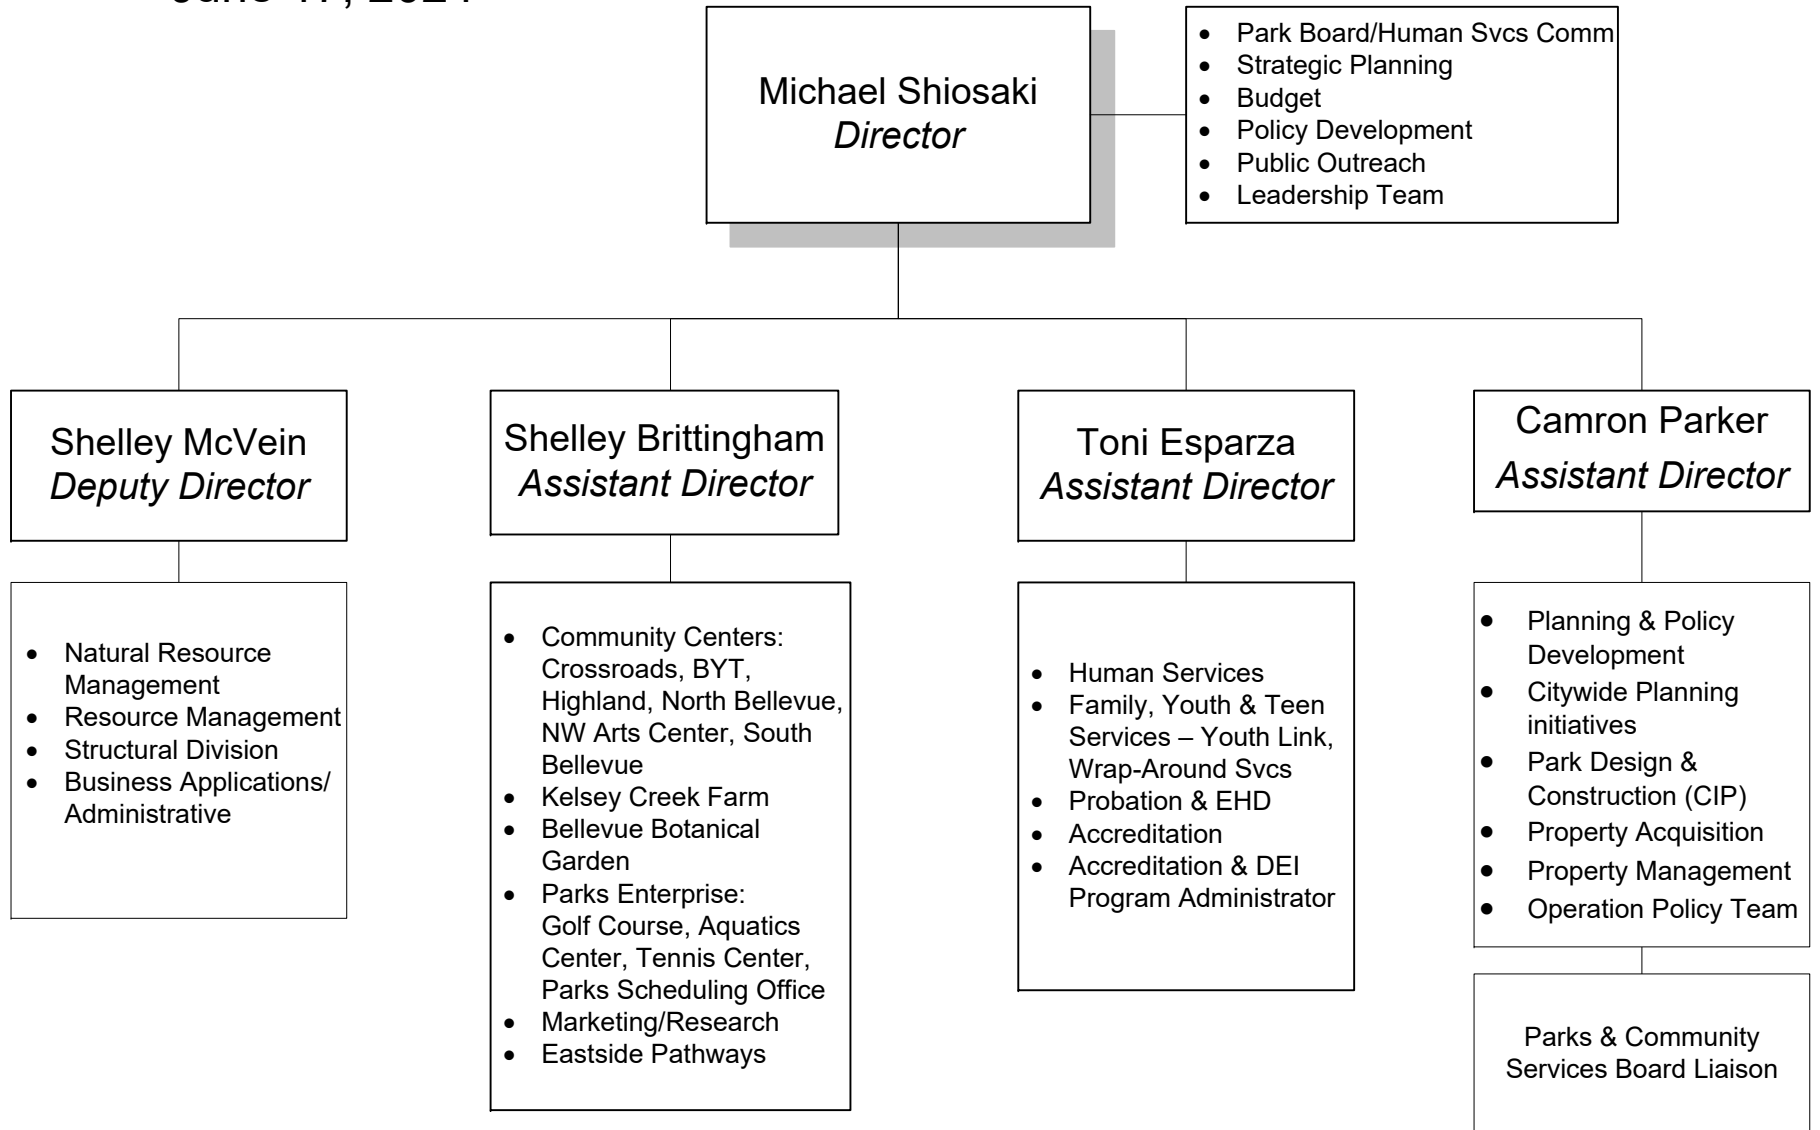 Michael Shiosaki
Director
• Park Board/Human Svcs Comm
• Strategic Planning
• Budget
• Policy Development
• Public Outreach
• Leadership Team
Shelley McVein
Deputy Director
• Natural Resource
Management
• Resource Management
• Structural Division
• Business Applications/
Administrative
Shelley Brittingham
Assistant Director
• Community Centers:
Crossroads, BYT,
Highland, North Bellevue,
NW Arts Center, South
Bellevue
• Kelsey Creek Farm
• Bellevue Botanical
Garden
• Parks Enterprise:
Golf Course, Aquatics
Center, Tennis Center,
Parks Scheduling Office
• Marketing/Research
• Eastside Pathways
Toni Esparza
Assistant Director
• Human Services
• Family, Youth & Teen
Services – Youth Link,
Wrap-Around Svcs
• Probation & EHD
• Accreditation
• Accreditation & DEI
Program Administrator
Camron Parker
Assistant Director
• Planning & Policy
Development
• Citywide Planning
initiatives
• Park Design &
Construction (CIP)
• Property Acquisition
• Property Management
• Operation Policy Team
Parks & Community
Services Board Liaison